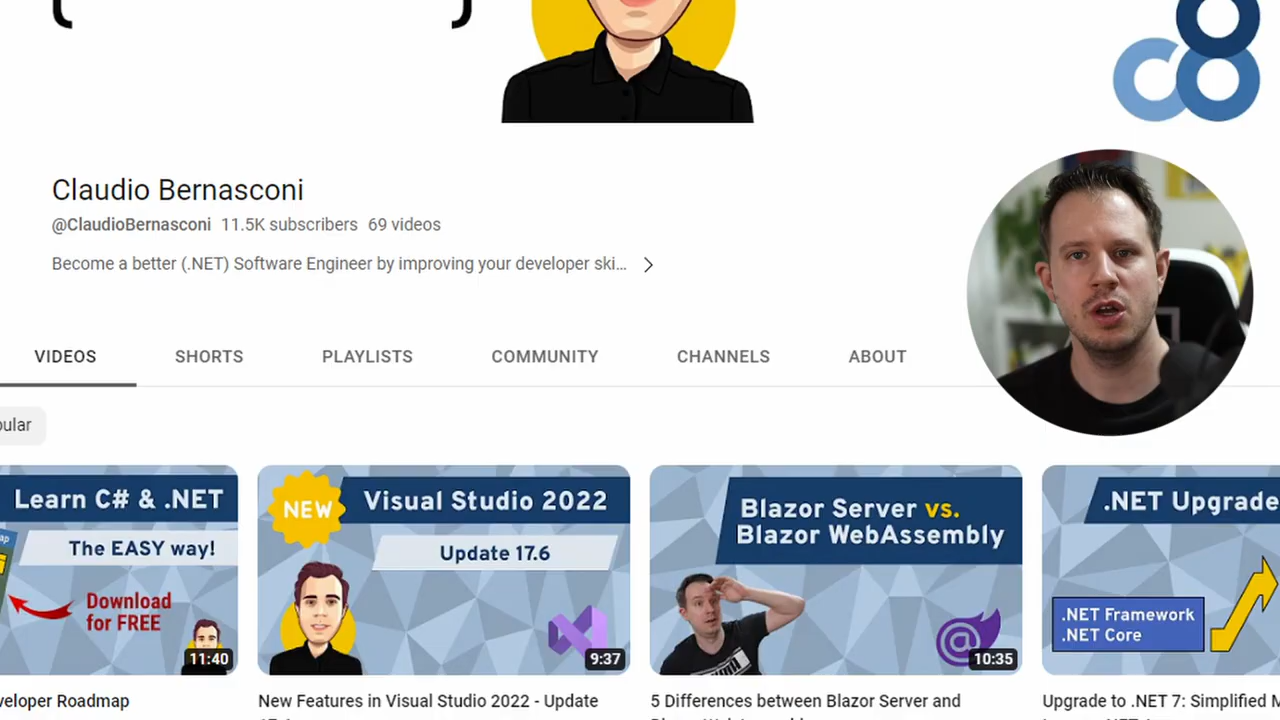 { }
Claudio Bernasconi
@ClaudioBernasconi 11.5K subscribers 69 videos
Become a better (.NET) Software Engineer by improving your developer ski...
VIDEOS SHORTS PLAYLISTS COMMUNITY CHANNELS ABOUT
Learn C# & .NET
The EASY way!
Download
for FREE
11:40
NEW
Visual Studio 2022
Update 17.6
9:37
Blazor Server vs.
Blazor WebAssembly
@
10:35
.NET Upgrade
.NET Framework
.NET Core
veloper Roadmap
New Features in Visual Studio 2022 - Update
5 Differences between Blazor Server and
Upgrade to .NET 7: Simplified